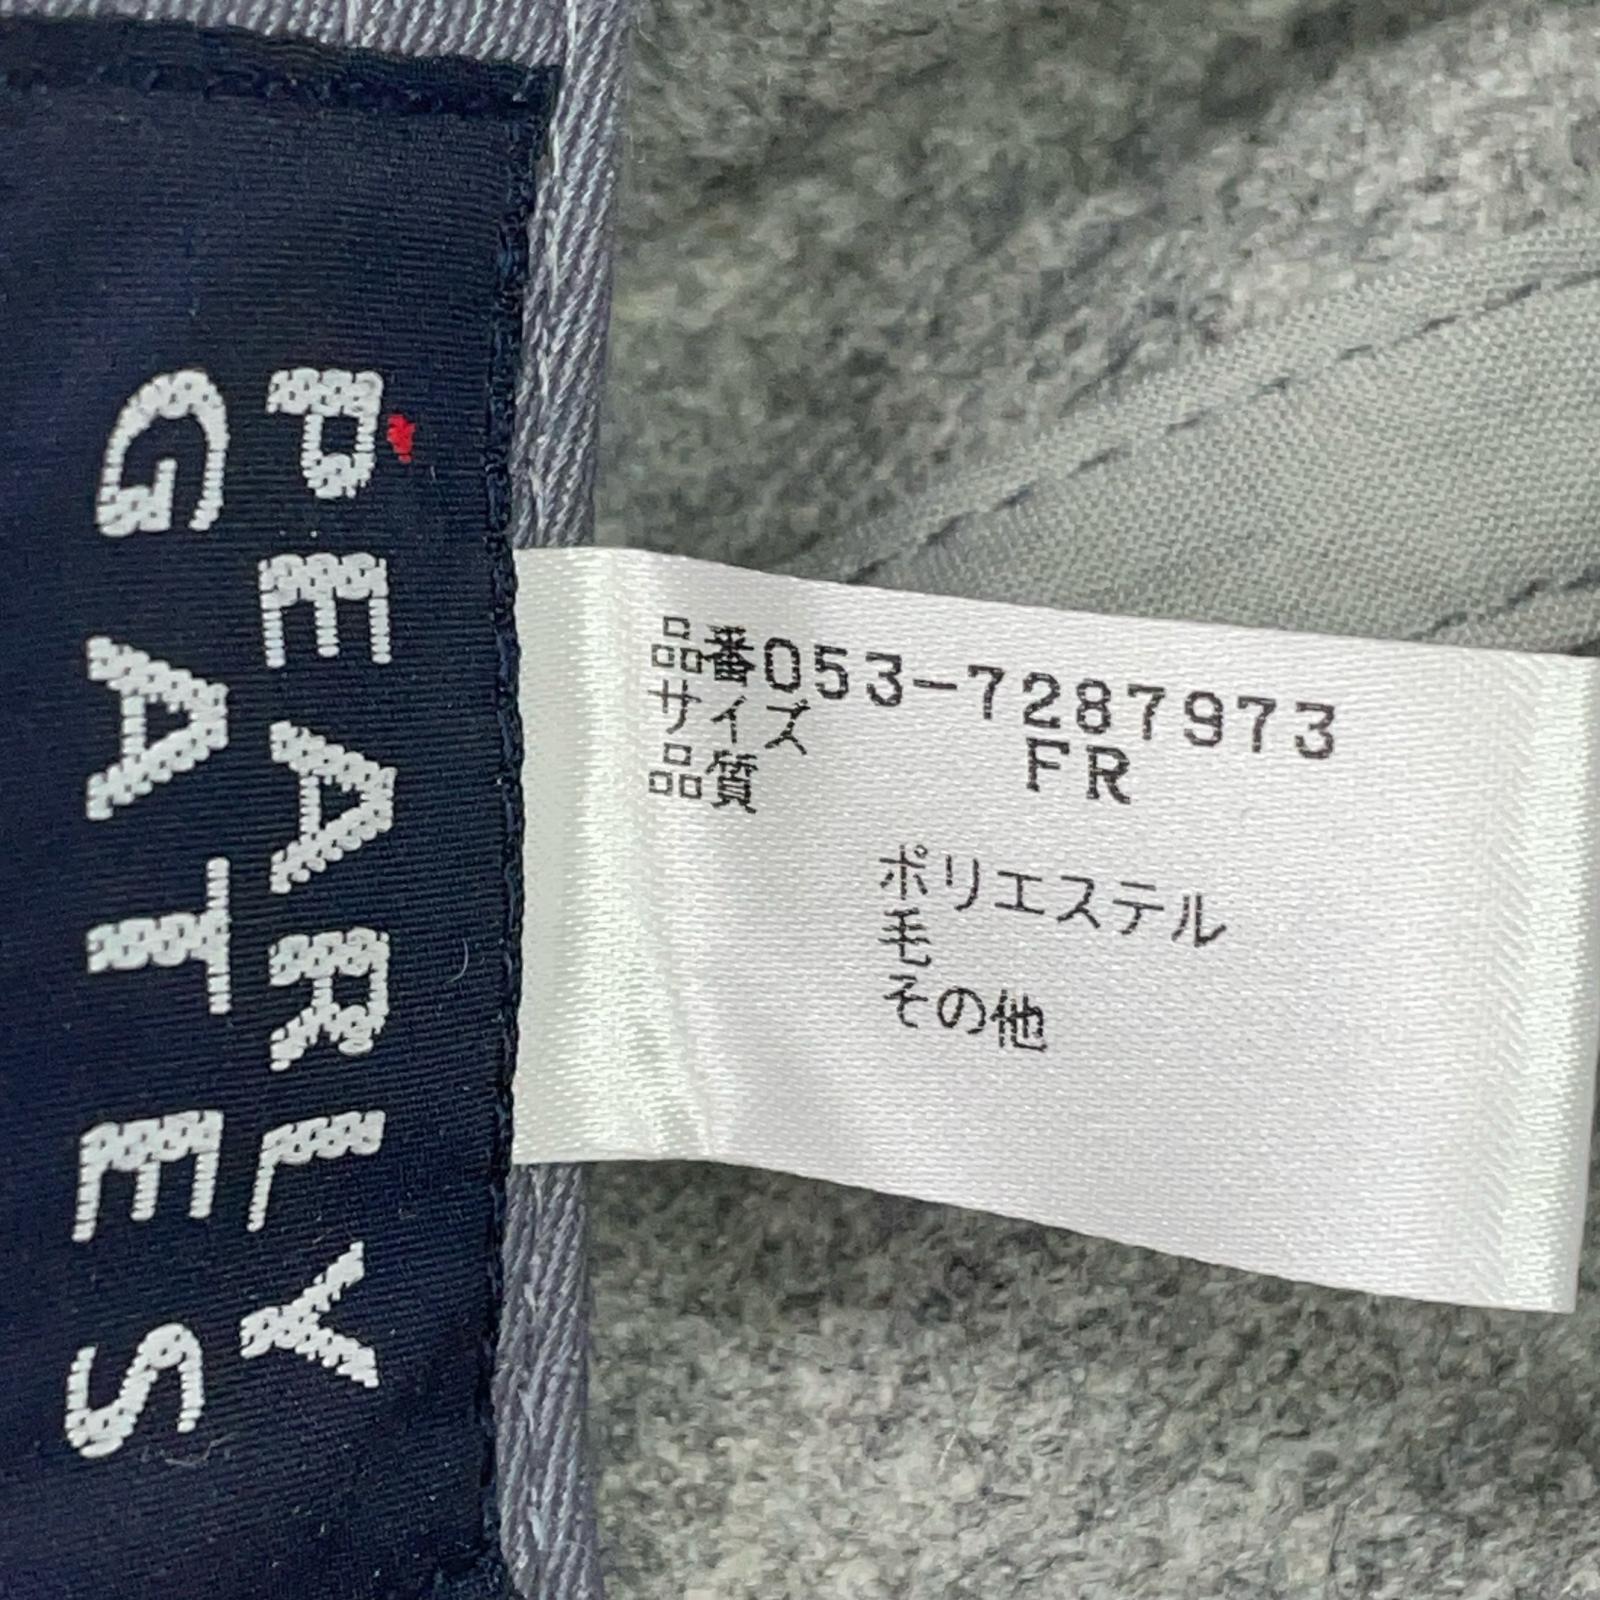 PEARLY
GATES
品番053-7287973
サイズ FR
品質
ポリエステル
毛
その他